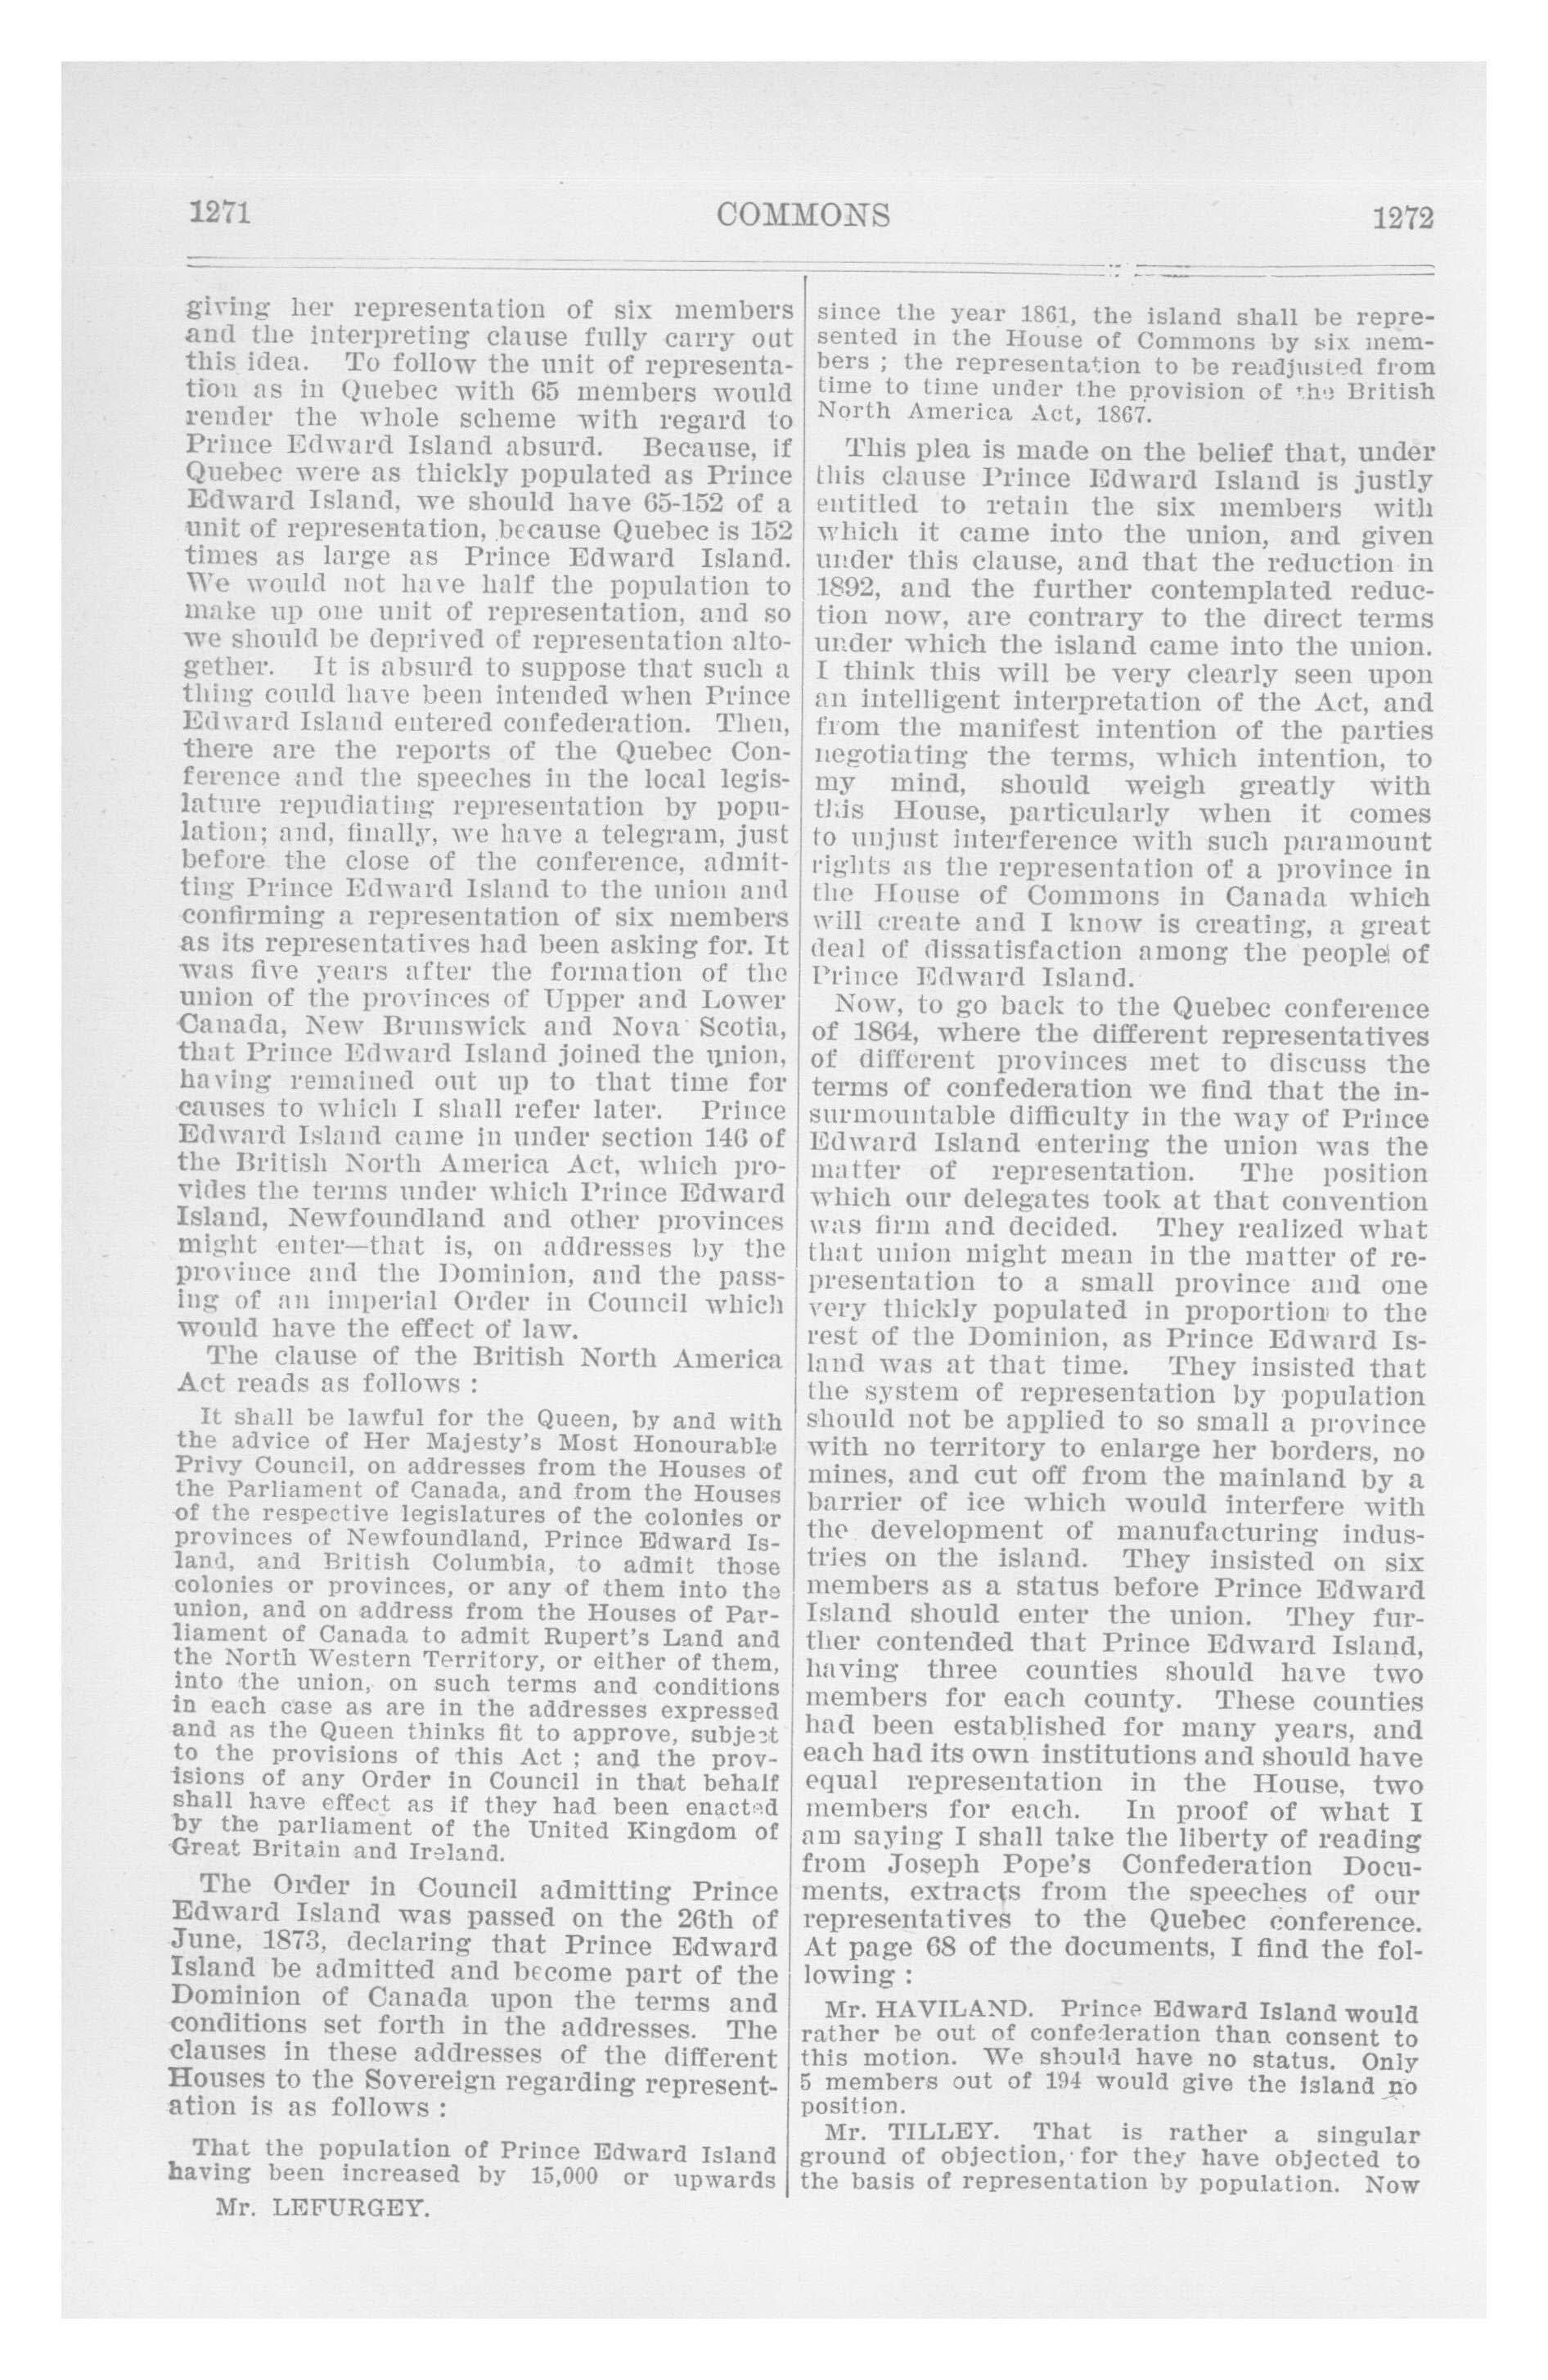 1271
COMMONS
1272
giving her representation of six members
and the interpreting clause fully carry out
this idea. To follow the unit of representa-
tion as in Quebec with 65 members would
render the whole scheme with regard to
Prince Edward Island absurd. Because, if
Quebec were as thickly populated as Prince
Edward Island, we should have 65-152 of a
unit of representation, because Quebec is 152
times as large as Prince Edward Island.
We would not have half the population to
make up one unit of representation, and so
we should be deprived of representation alto-
gether. It is absurd to suppose that such a
thing could have been intended when Prince
Edward Island entered confederation. Then,
there are the reports of the Quebec Con-
ference and the speeches in the local legis-
lature repudiating representation by popu-
lation; and, finally, we have a telegram, just
before the close of the conference, admit-
ting Prince Edward Island to the union and
confirming a representation of six members
as its representatives had been asking for. It
was five years after the formation of the
union of the provinces of Upper and Lower
Canada, New Brunswick and Nova Scotia,
that Prince Edward Island joined the union,
having remained out up to that time for
causes to which I shall refer later. Prince
Edward Island came in under section 146 of
the British North America Act, which pro-
vides the terms under which Prince Edward
Island, Newfoundland and other provinces
might enter—that is, on addresses by the
province and the Dominion, and the pass-
ing of an imperial Order in Council which
would have the effect of law.
The clause of the British North America
Act reads as follows :
It shall be lawful for the Queen, by and with
the advice of Her Majesty's Most Honourable
Privy Council, on addresses from the Houses of
the Parliament of Canada, and from the Houses
of the respective legislatures of the colonies or
provinces of Newfoundland, Prince Edward Is-
land, and British Columbia, to admit those
colonies or provinces, or any of them into the
union, and on address from the Houses of Par-
liament of Canada to admit Rupert's Land and
the North Western Territory, or either of them,
into the union, on such terms and conditions
in each case as are in the addresses expressed
and as the Queen thinks fit to approve, subject
to the provisions of this Act ; and the prov-
isions of any Order in Council in that behalf
shall have effect as if they had been enacted
by the parliament of the United Kingdom of
Great Britain and Ireland.
The Order in Council admitting Prince
Edward Island was passed on the 26th of
June, 1873, declaring that Prince Edward
Island be admitted and become part of the
Dominion of Canada upon the terms and
conditions set forth in the addresses. The
clauses in these addresses of the different
Houses to the Sovereign regarding represent-
ation is as follows :
That the population of Prince Edward Island
having been increased by 15,000 or upwards
Mr. LEFURGEY.
since the year 1861, the island shall be repre-
sented in the House of Commons by six mem-
bers ; the representation to be readjusted from
time to time under the provision of the British
North America Act, 1867.
This plea is made on the belief that, under
this clause Prince Edward Island is justly
entitled to retain the six members with
which it came into the union, and given
under this clause, and that the reduction in
1892, and the further contemplated reduc-
tion now, are contrary to the direct terms
under which the island came into the union.
I think this will be very clearly seen upon
an intelligent interpretation of the Act, and
from the manifest intention of the parties
negotiating the terms, which intention, to
my mind, should weigh greatly with
this House, particularly when it comes
to unjust interference with such paramount
rights as the representation of a province in
the House of Commons in Canada which
will create and I know is creating, a great
deal of dissatisfaction among the people of
Prince Edward Island.
Now, to go back to the Quebec conference
of 1864, where the different representatives
of different provinces met to discuss the
terms of confederation we find that the in-
surmountable difficulty in the way of Prince
Edward Island entering the union was the
matter of representation. The position
which our delegates took at that convention
was firm and decided. They realized what
that union might mean in the matter of re-
presentation to a small province and one
very thickly populated in proportion to the
rest of the Dominion, as Prince Edward Is-
land was at that time. They insisted that
the system of representation by population
should not be applied to so small a province
with no territory to enlarge her borders, no
mines, and cut off from the mainland by a
barrier of ice which would interfere with
the development of manufacturing indus-
tries on the island. They insisted on six
members as a status before Prince Edward
Island should enter the union. They fur-
ther contended that Prince Edward Island,
having three counties should have two
members for each county. These counties
had been established for many years, and
each had its own institutions and should have
equal representation in the House, two
members for each. In proof of what I
am saying I shall take the liberty of reading
from Joseph Pope's Confederation Docu-
ments, extracts from the speeches of our
representatives to the Quebec conference.
At page 68 of the documents, I find the fol-
lowing :
Mr. HAVILAND. Prince Edward Island would
rather be out of confederation than consent to
this motion. We should have no status. Only
5 members out of 194 would give the island no
position.
Mr. TILLEY. That is rather a singular
ground of objection, for they have objected to
the basis of representation by population. Now